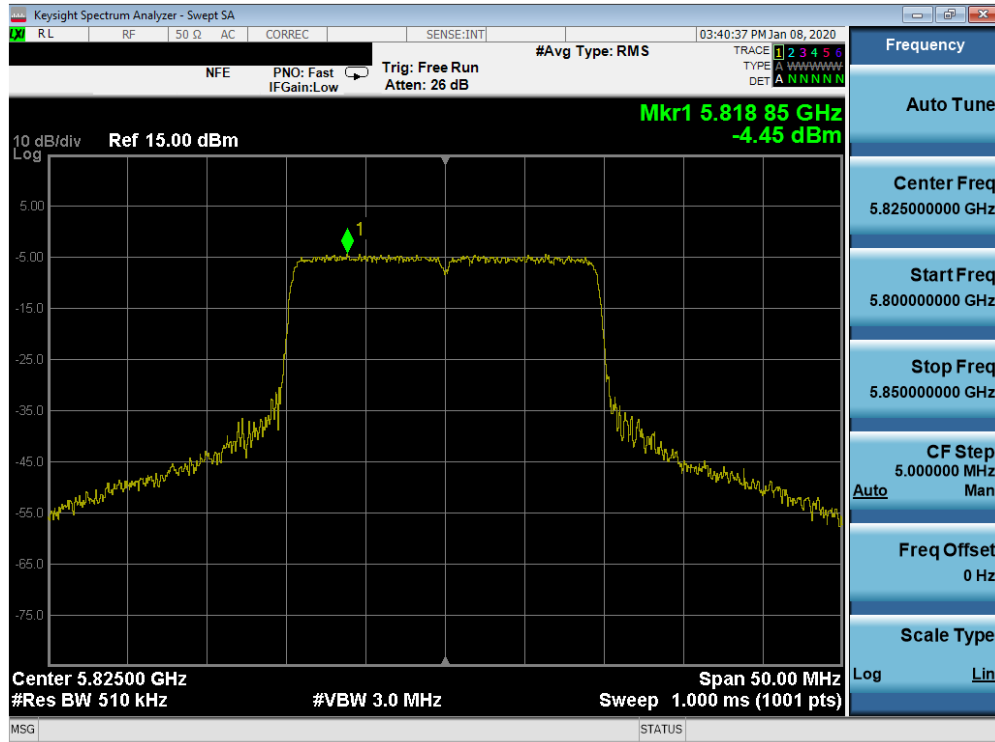 Keysight Spectrum Analyzer - Swept SA
LXI RL RF 50 Ω AC CORREC SENSE:INT 03:40:37 PM Jan 08, 2020
#Avg Type: RMS TRACE 1 2 3 4 5 6
NFE PNO: Fast Trig: Free Run TYPE A WWWWW
IFGain:Low Atten: 26 dB DET A N N N N N
Mkr1 5.818 85 GHz
-4.45 dBm
10 dB/div Ref 15.00 dBm
Log
1
5.00
-5.00
-15.0
-25.0
-35.0
-45.0
-55.0
-65.0
-75.0
Center 5.82500 GHz Span 50.00 MHz
#Res BW 510 kHz #VBW 3.0 MHz Sweep 1.000 ms (1001 pts)
MSG STATUS
Frequency
Auto Tune
Center Freq
5.825000000 GHz
Start Freq
5.800000000 GHz
Stop Freq
5.850000000 GHz
CF Step
5.000000 MHz
Auto Man
Freq Offset
0 Hz
Scale Type
Log Lin